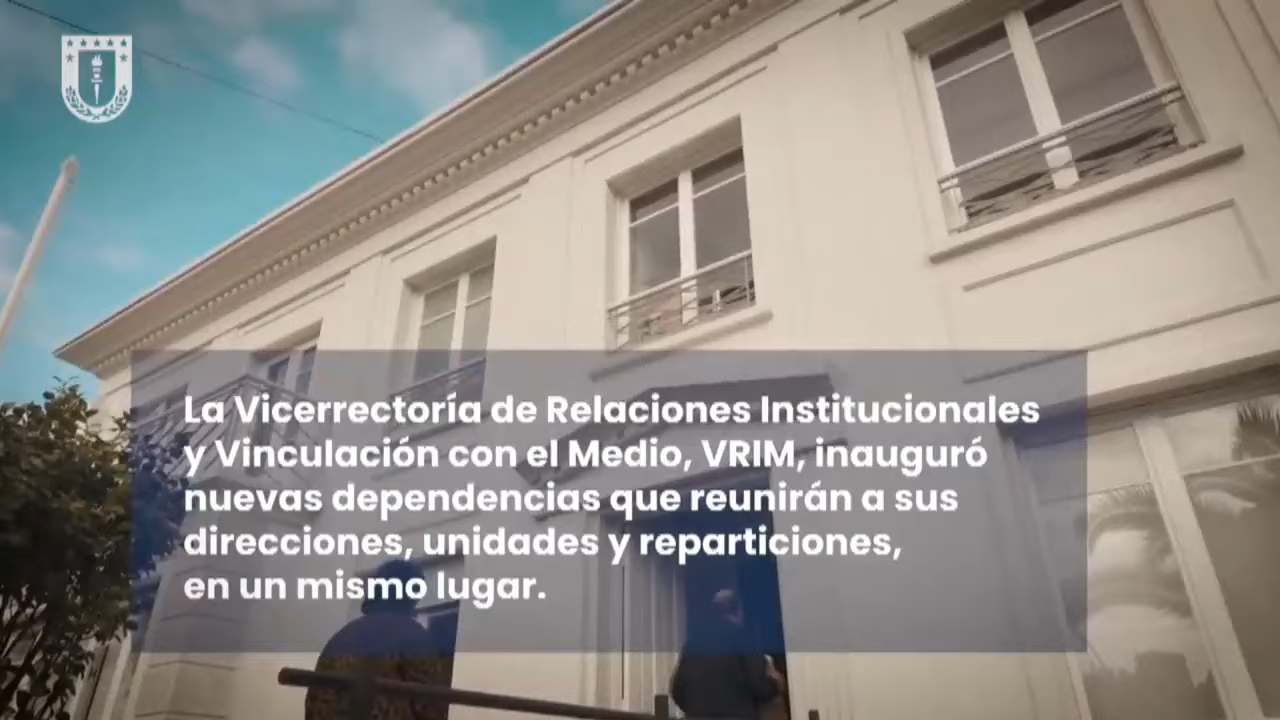 La Vicerrectoría de Relaciones Institucionales
y Vinculación con el Medio, VRIM, inauguró
nuevas dependencias que reunirán a sus
direcciones, unidades y reparticiones,
en un mismo lugar.